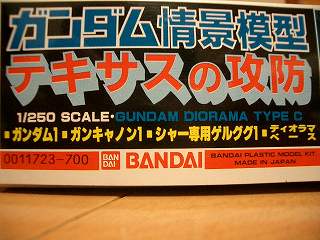 ガンダム情景模型
テキサスの攻防
1/250 SCALE・GUNDAM DIORAMA TYPE C
■ガンダム1■ガンキャノン1■シャー専用ゲルググ1■ディオラマベース
0011723-700 BAN DAI BANDAI BANDAI PLASTIC MODEL KIT
MADE IN JAPAN